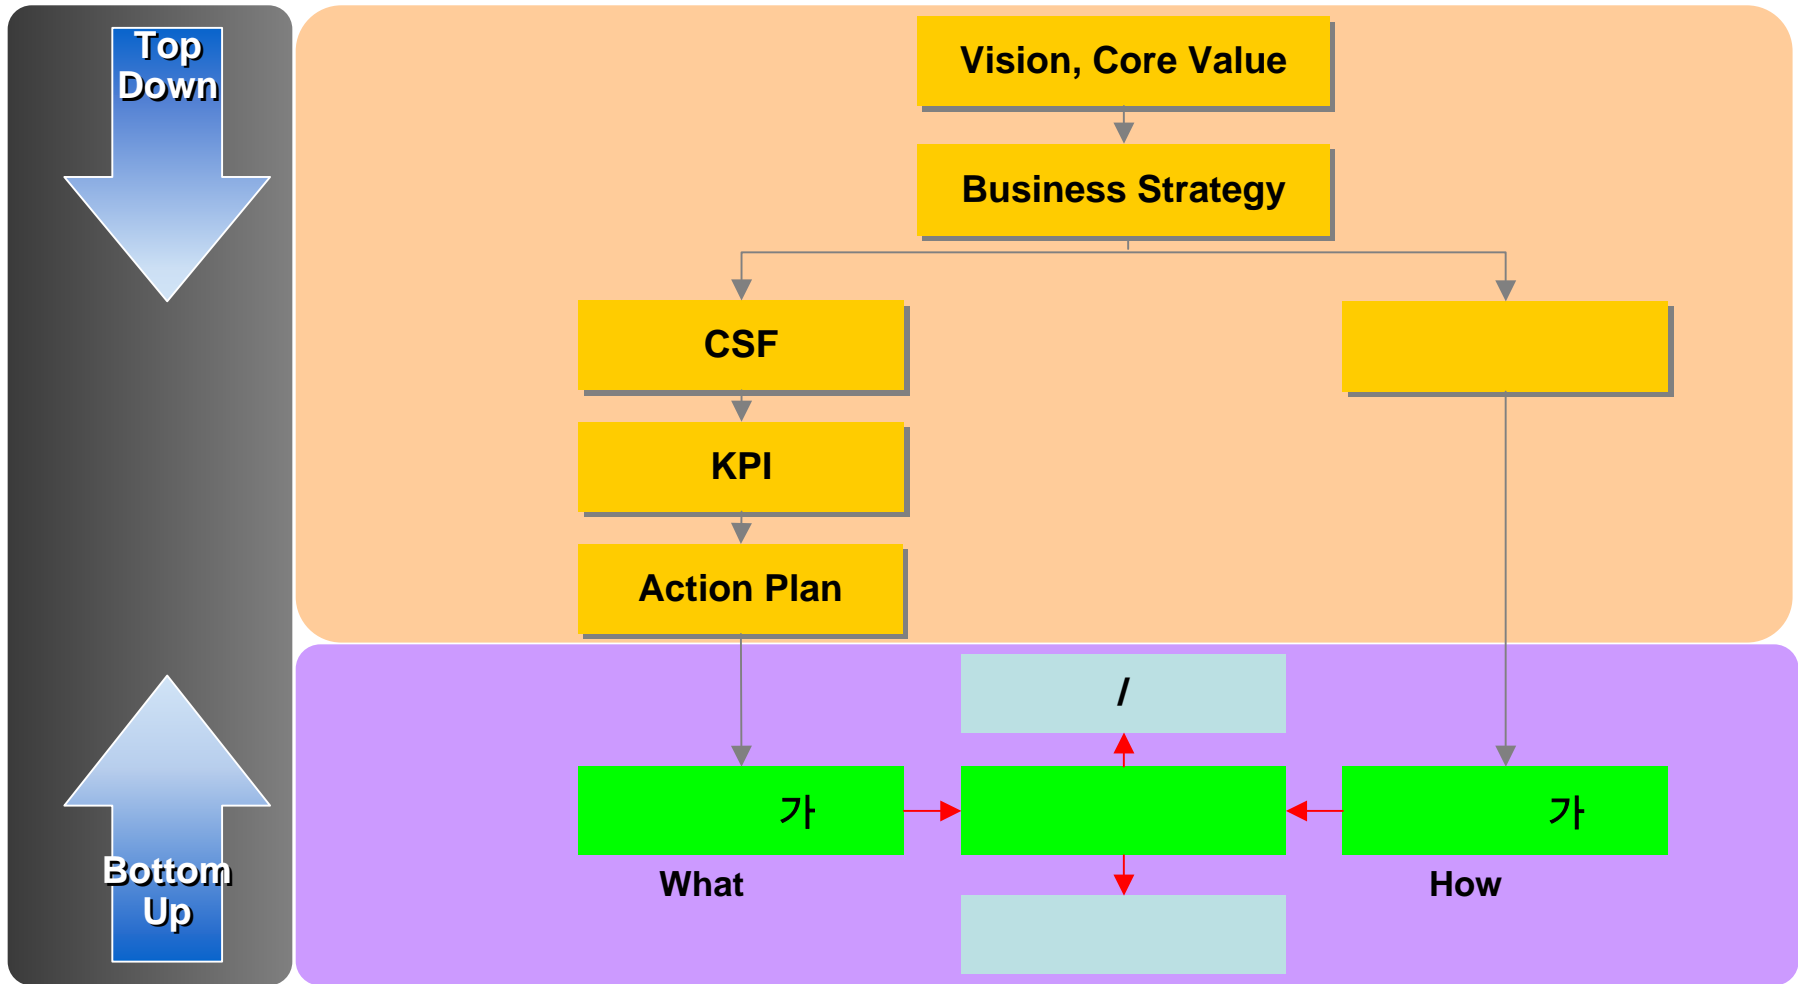 Top
Down
Vision, Core Value
Business Strategy
CSF
KPI
Action Plan
/
가
가
What
How
Bottom
Up